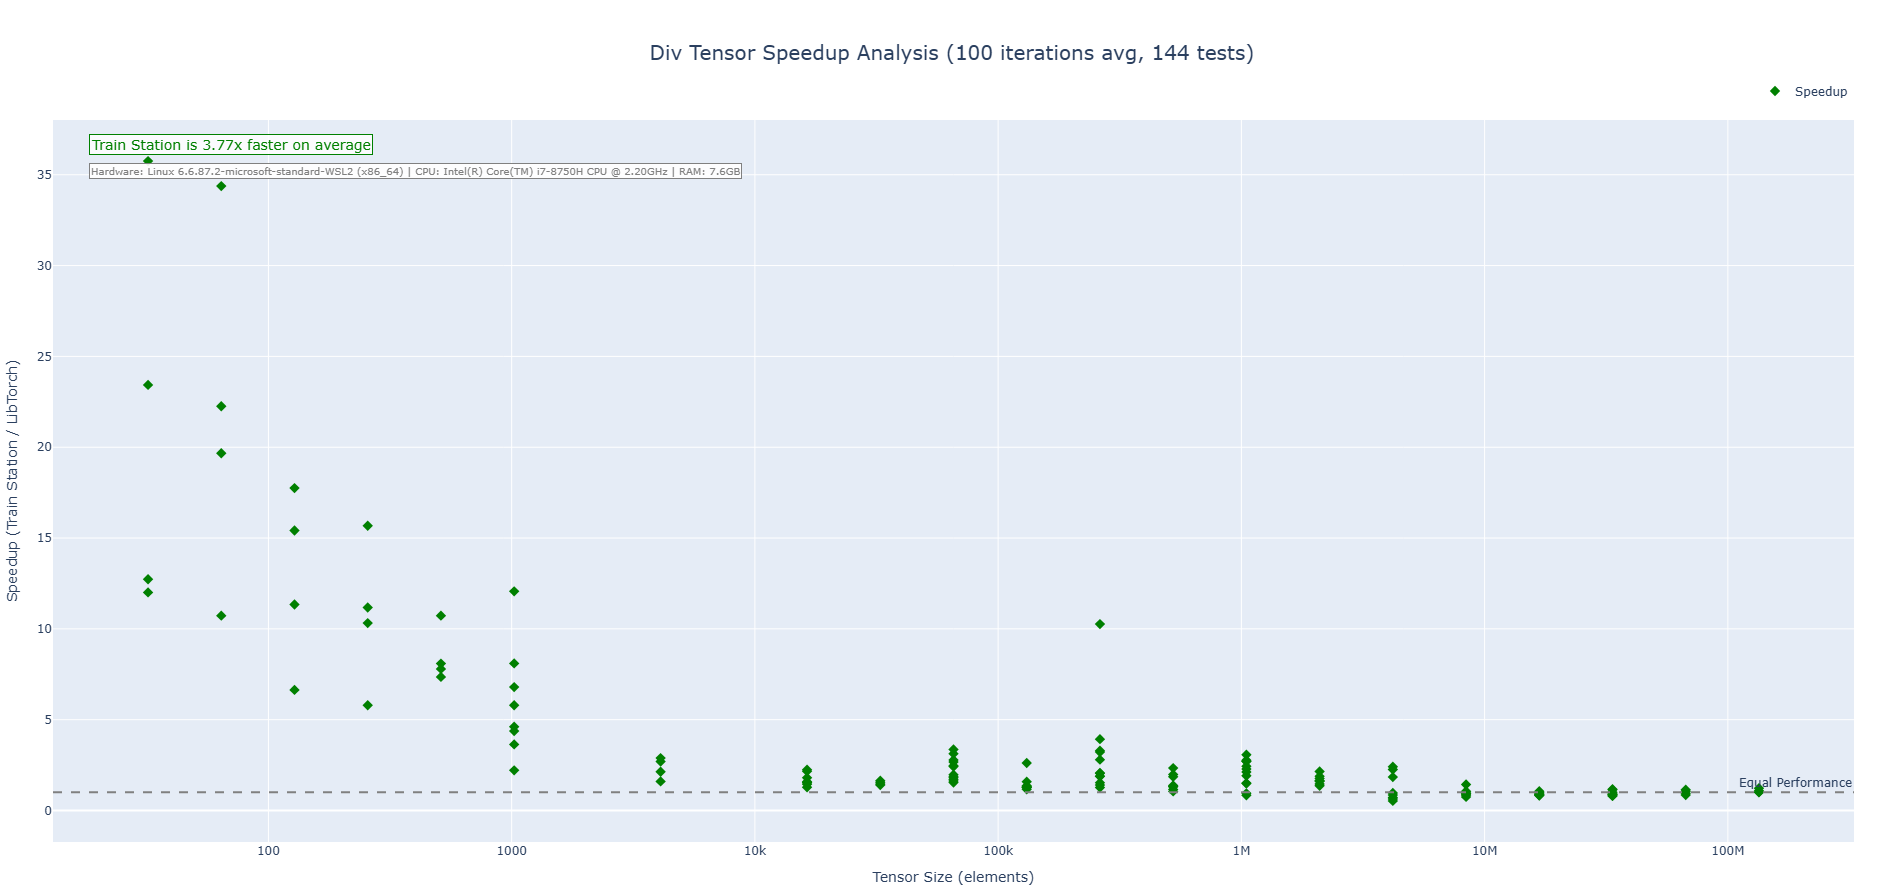 Div Tensor Speedup Analysis (100 iterations avg, 144 tests)
Speedup
Train Station is 3.77x faster on average
Hardware: Linux 6.6.87.2-microsoft-standard-WSL2 (x86_64) | CPU: Intel(R) Core(TM) i7-8750H CPU @ 2.20GHz | RAM: 7.6GB
Speedup (Train Station / LibTorch)
35
30
25
20
15
10
5
0
Equal Performance
100
1000
10k
100k
1M
10M
100M
Tensor Size (elements)